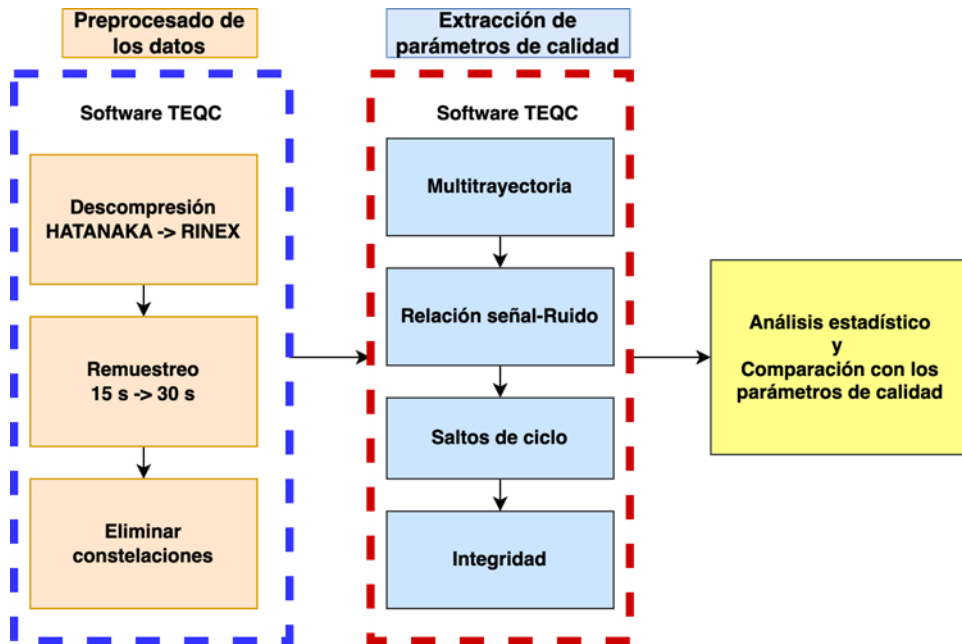 Preprocesado de
los datos
Software TEQC
Descompresión
HATANAKA -> RINEX
Remuestreo
15 s -> 30 s
Eliminar
constelaciones
Extracción de
parámetros de calidad
Software TEQC
Multitrayectoria
Relación señal-Ruido
Saltos de ciclo
Integridad
Análisis estadístico
y
Comparación con los
parámetros de calidad